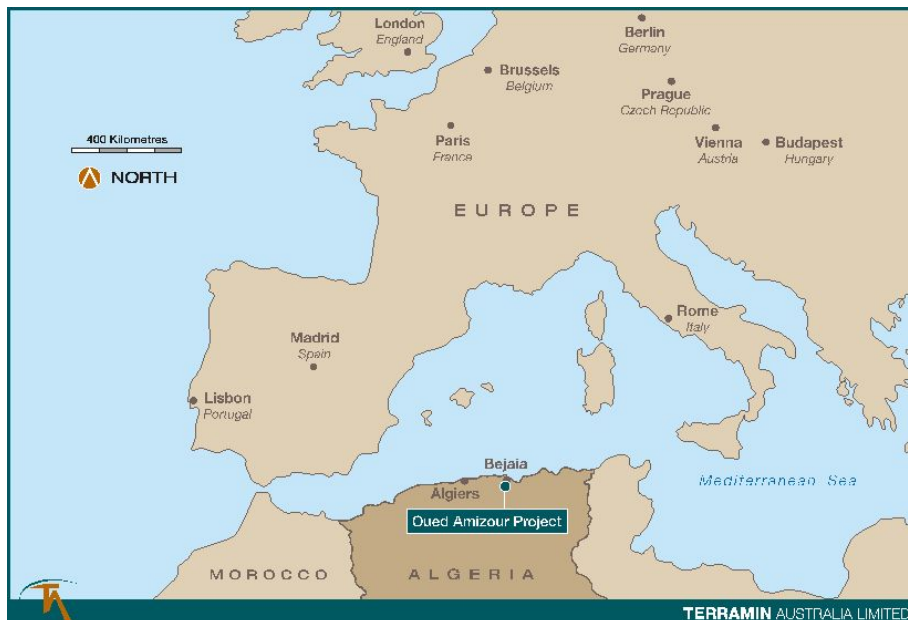 London
England
Berlin
Germany
Brussels
Belgium
Prague
Czech Republic
400 Kilometres
NORTH
Paris
France
Vienna
Austria
Budapest
Hungary
EUROPE
Rome
Italy
Madrid
Spain
Lisbon
Portugal
Bejaia
Algiers
Mediterranean Sea
Oued Amizour Project
MOROCCO
ALGERIA
TERRAMIN AUSTRALIA LIMITED